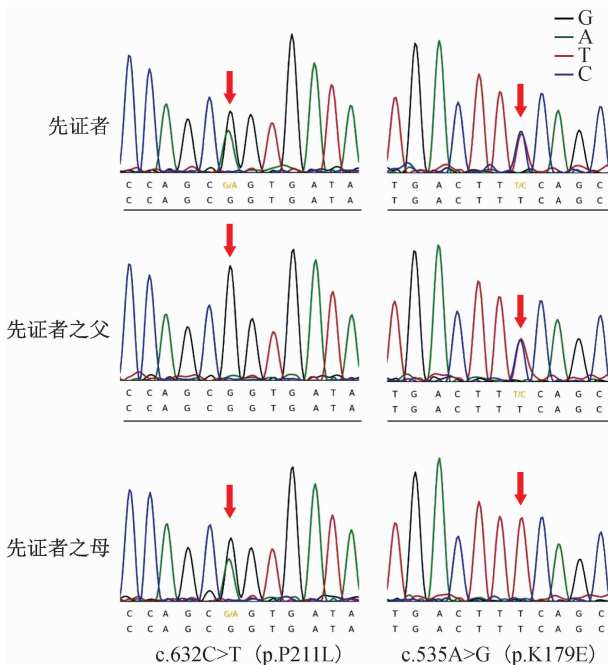 G
A
T
C
先证者
C C A G C G/A G T G A T A
C C A G C G G T G A T A
T G A C T T T/C C A G C
T G A C T T T C A G C
先证者之父
C C A G C G G T G A T A
C C A G C G G T G A T A
T G A C T T T/C C A G C
T G A C T T T C A G C
先证者之母
C C A G C G/A G T G A T A
C C A G C G G T G A T A
T G A C T T T C A G C
T G A C T T T C A G C
c.632C>T（p.P211L）
c.535A>G（p.K179E）